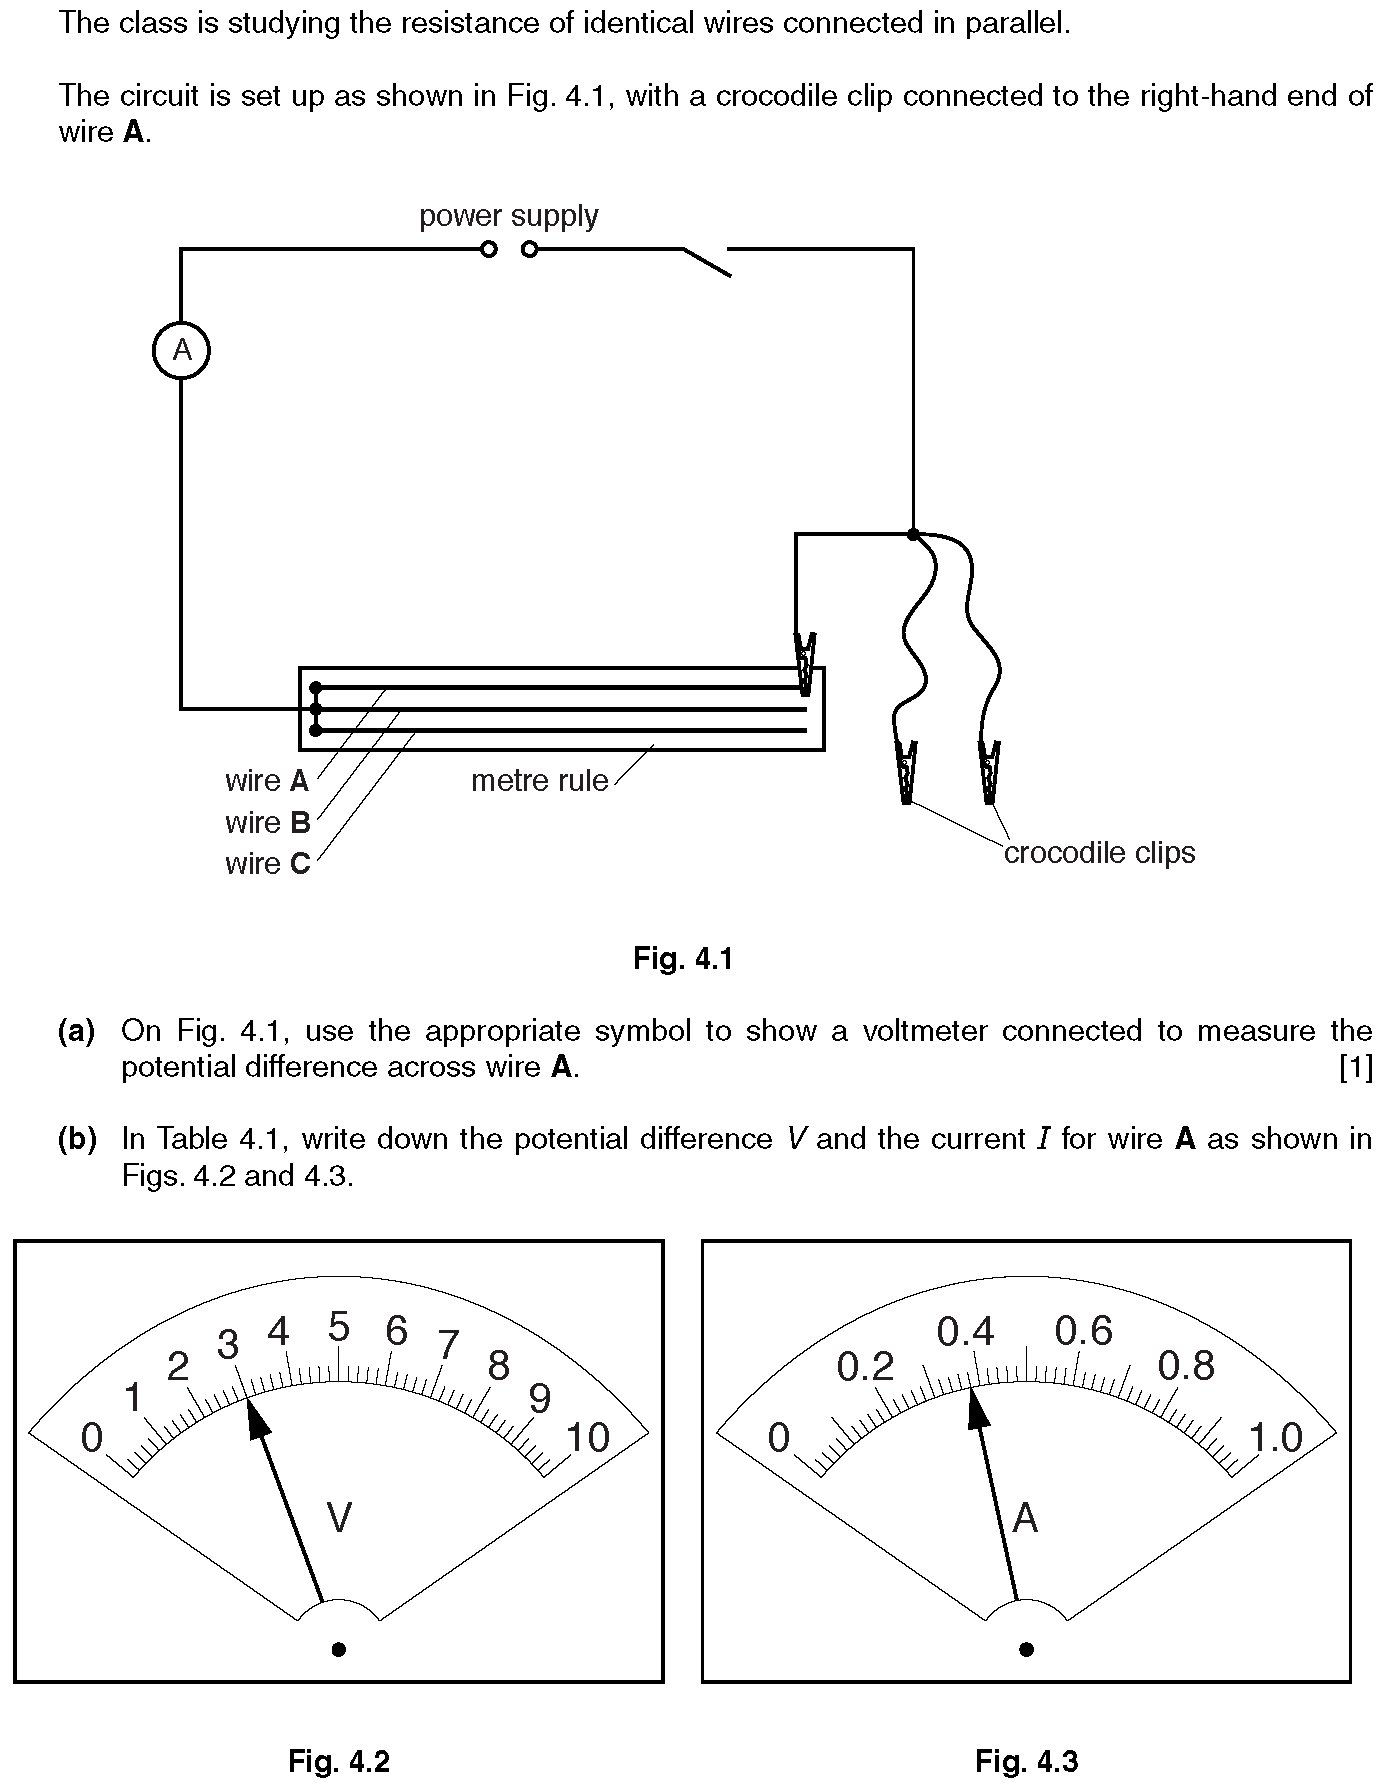 The class is studying the resistance of identical wires connected in parallel.
The circuit is set up as shown in Fig. 4.1, with a crocodile clip connected to the right-hand end of
wire A.
power supply
A
wire A
wire B
wire C
metre rule
crocodile clips
Fig. 4.1
(a) On Fig. 4.1, use the appropriate symbol to show a voltmeter connected to measure the
potential difference across wire A. [1]
(b) In Table 4.1, write down the potential difference V and the current I for wire A as shown in
Figs. 4.2 and 4.3.
0 1 2 3 4 5 6 7 8 9 10
V
0 0.2 0.4 0.6 0.8 1.0
A
Fig. 4.2
Fig. 4.3